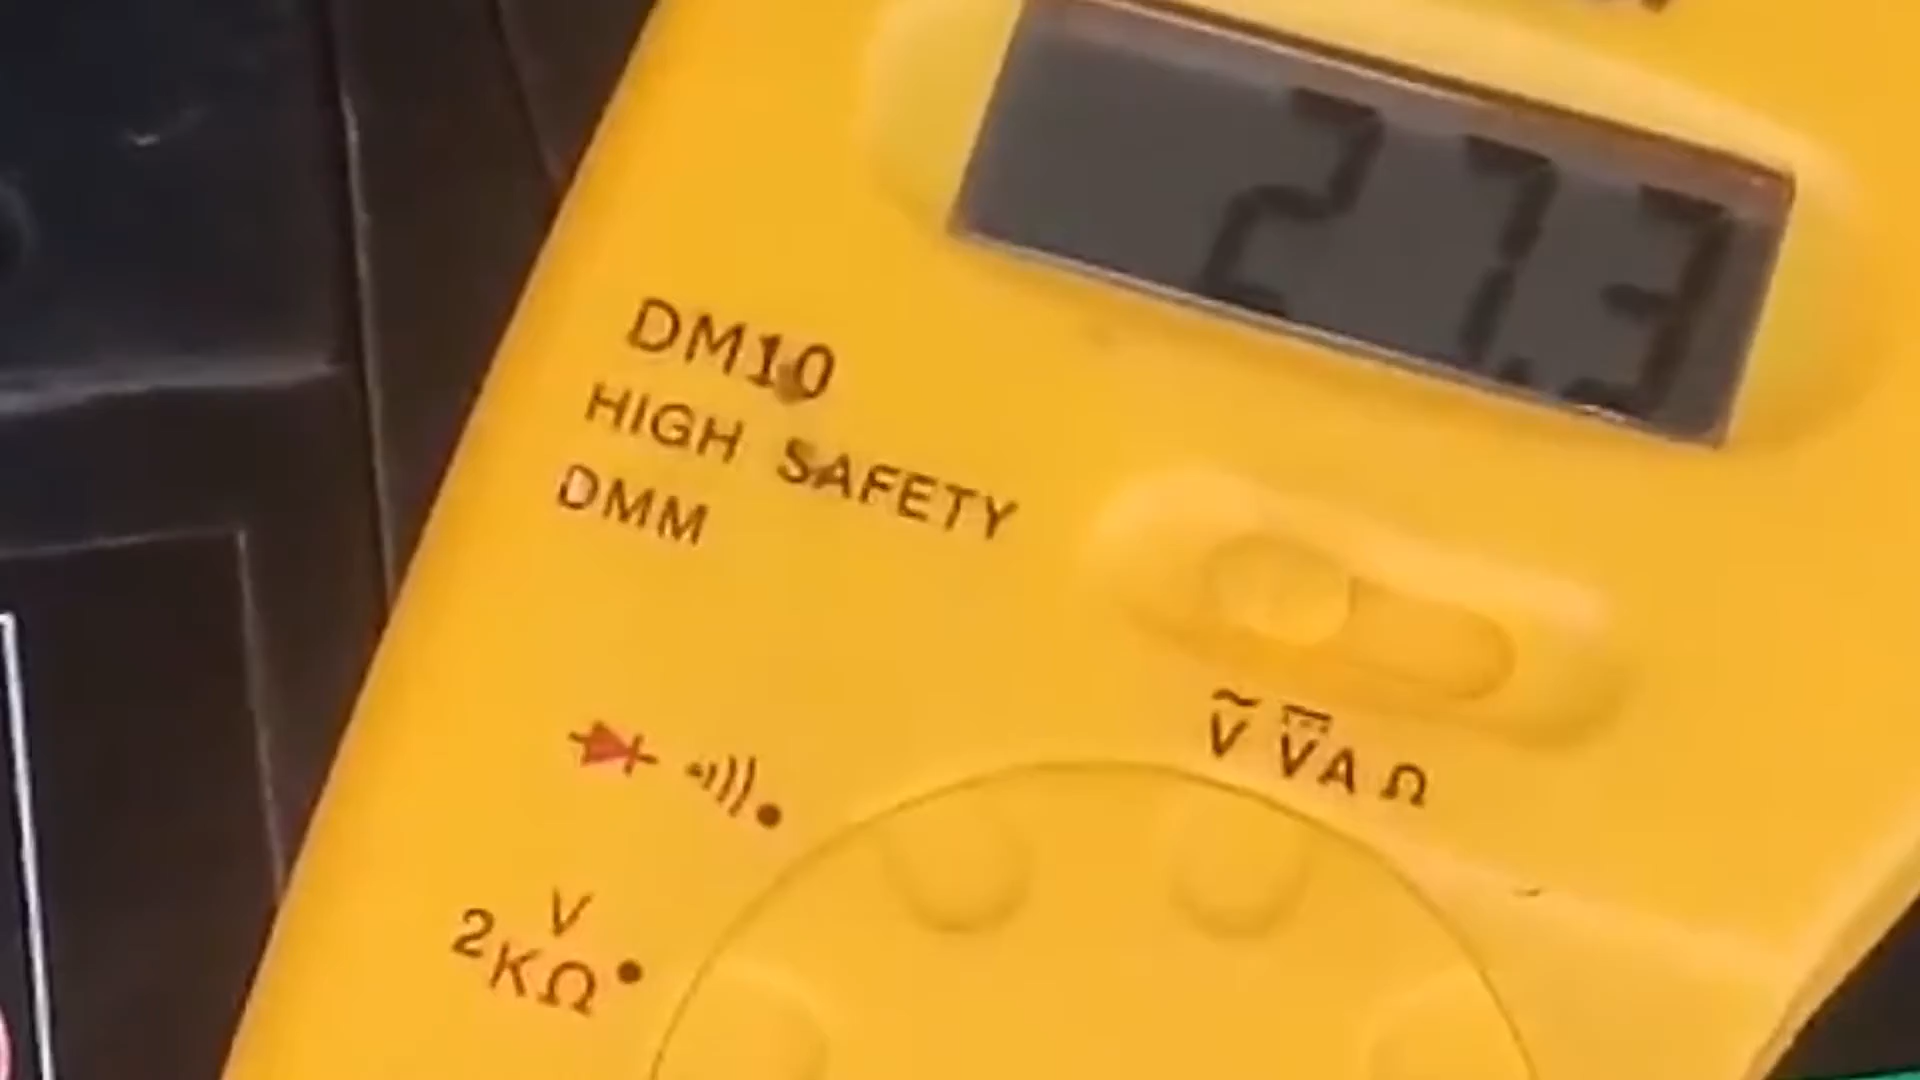 27.3
DM10
HIGH SAFETY
DMM
V V A Ω
V
2KΩ